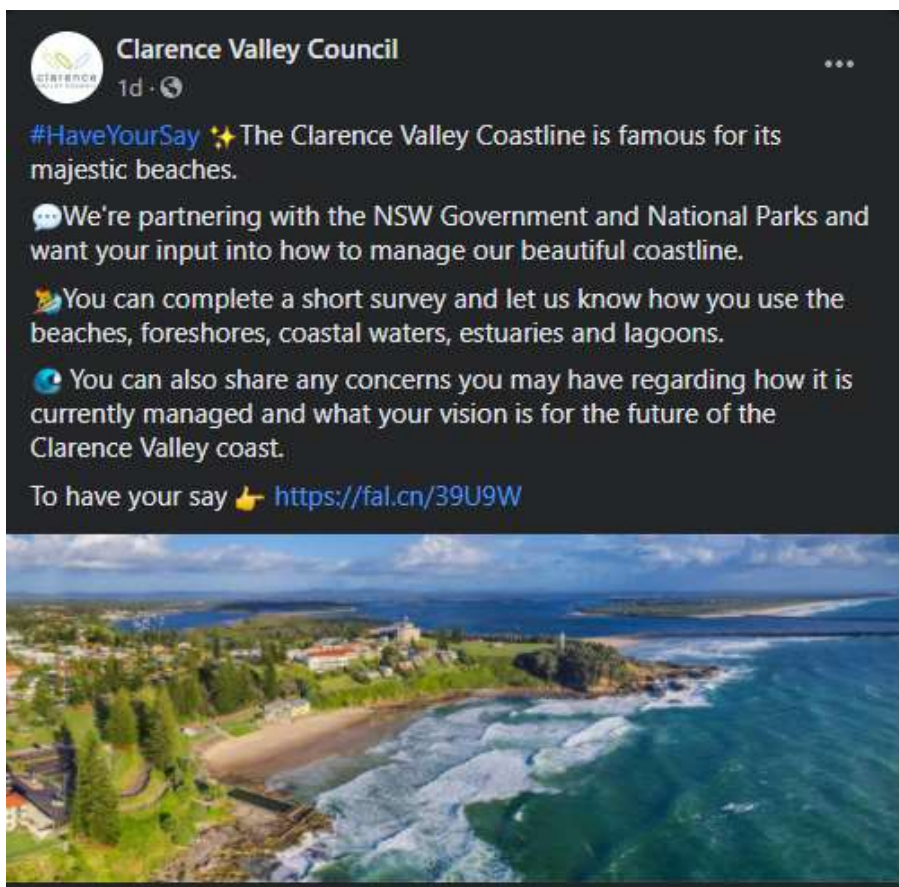 Clarence Valley Council
clarence
VALLEY COUNCIL
1d ·
#HaveYourSay ✨The Clarence Valley Coastline is famous for its
majestic beaches.
💬We're partnering with the NSW Government and National Parks and
want your input into how to manage our beautiful coastline.
🏄You can complete a short survey and let us know how you use the
beaches, foreshores, coastal waters, estuaries and lagoons.
🌊 You can also share any concerns you may have regarding how it is
currently managed and what your vision is for the future of the
Clarence Valley coast.
To have your say 👉 https://fal.cn/39U9W